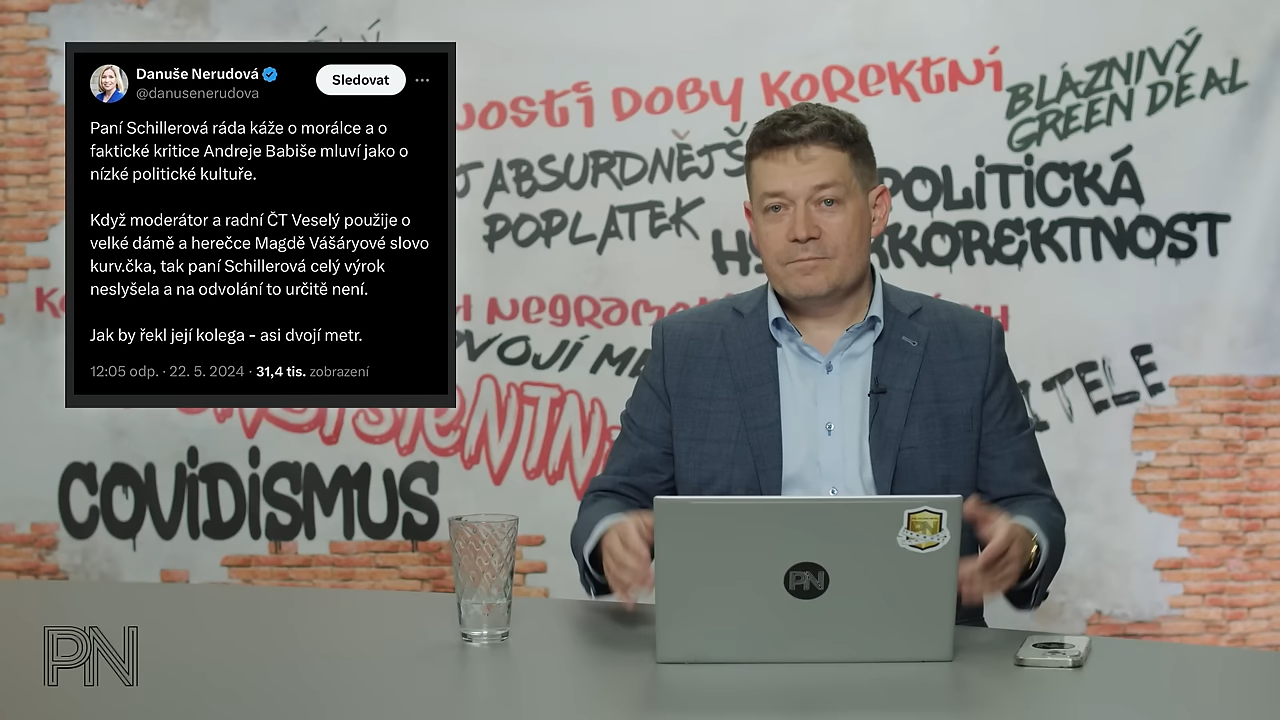 Danuše Nerudová
@danusenerudova
Sledovat
Paní Schillerová ráda káže o morálce a o
faktické kritice Andreje Babiše mluví jako o
nízké politické kultuře.
Když moderátor a radní ČT Veselý použije o
velké dámě a herečce Magdě Vášáryové slovo
kurv.čka, tak paní Schillerová celý výrok
neslyšela a na odvolání to určitě není.
Jak by řekl její kolega - asi dvojí metr.
12:05 odp. · 22. 5. 2024 · 31,4 tis. zobrazení
DOBY KOREKTNÍ
BLÁZNIVÝ
GREEN DEAL
POPLATEK
POLITICKÁ
COVIDISMUS
PN
PN
PN